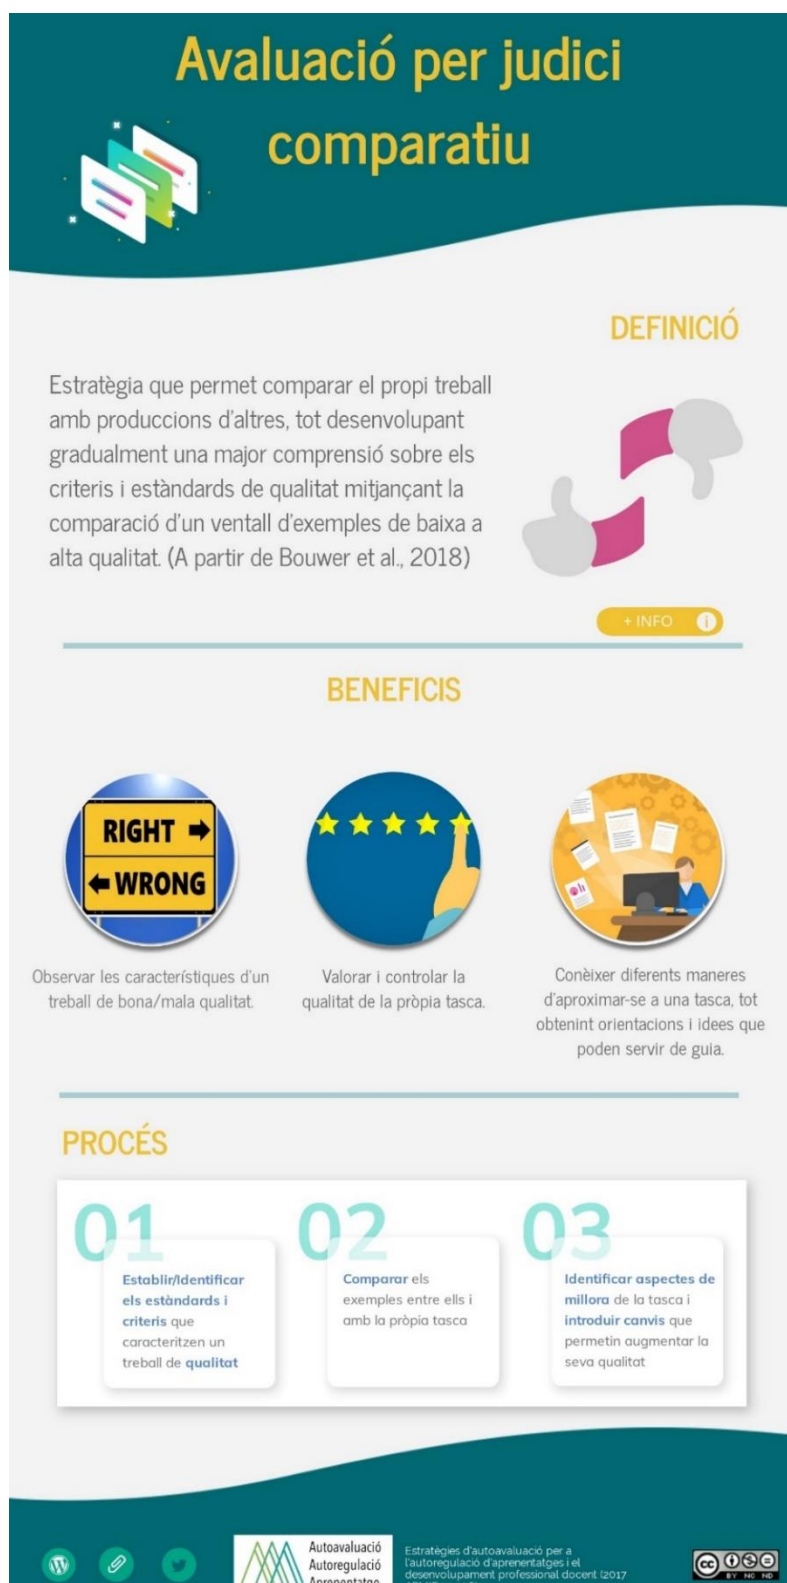 Avaluació per judici
comparatiu
DEFINICIÓ
Estratègia que permet comparar el propi treball
amb produccions d'altres, tot desenvolupant
gradualment una major comprensió sobre els
criteris i estàndards de qualitat mitjançant la
comparació d'un ventall d'exemples de baixa a
alta qualitat. (A partir de Bouwer et al., 2018)
+ INFO i
BENEFICIS
RIGHT
WRONG
Observar les característiques d'un
treball de bona/mala qualitat.
Valorar i controlar la
qualitat de la pròpia tasca.
Conèixer diferents maneres
d'aproximar-se a una tasca, tot
obtenint orientacions i idees que
poden servir de guia.
PROCÉS
01
Establir/Identificar
els estàndards i
criteris que
caracteritzen un
treball de qualitat
02
Comparar els
exemples entre ells i
amb la pròpia tasca
03
Identificar aspectes de
millora de la tasca i
introduir canvis que
permetin augmentar la
seva qualitat
Autoavaluació
Autoregulació
Aprenentatge
Estratègies d'autoavaluació per a
l'autoregulació d'aprenentatges i el
desenvolupament professional docent (2017
cc
BY NC ND